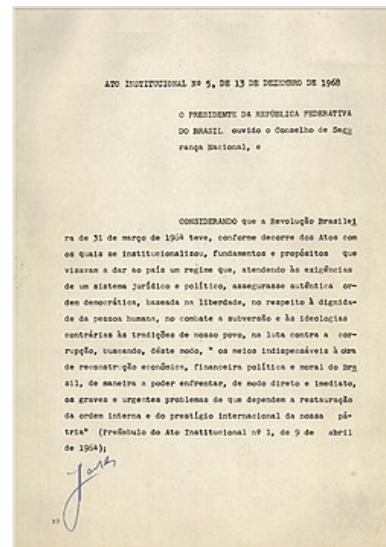 ATO INSTITUCIONAL Nº 5, DE 13 DE DEZEMBRO DE 1968
O PRESIDENTE DA REPÚBLICA FEDERATIVA
DO BRASIL ouvido o Conselho de Segu
rança Nacional, e
CONSIDERANDO que a Revolução Brasilei
ra de 31 de março de 1964 teve, conforme decorre dos Atos com
os quais se institucionalizou, fundamentos e propósitos que
visavam a dar ao país um regime que, atendendo às exigências
de um sistema jurídico e político, assegurasse autêntica or-
dem democrática, baseada na liberdade, no respeito à dignida-
de da pessoa humana, no combate a subversão e às ideologias
contrárias às tradições de nosso povo, na luta contra a cor-
rupção, buscando, dêste modo, " os meios indispensáveis à obra
de reconstrução econômica, financeira política e moral do Bra
sil, de maneira a poder enfrentar, de modo direto e imediato,
os graves e urgentes problemas de que dependem a restauração
da ordem interna e do prestígio internacional da nossa pá-
tria" (Preâmbulo do Ato Institucional nº 1, de 9 de abril
de 1964);